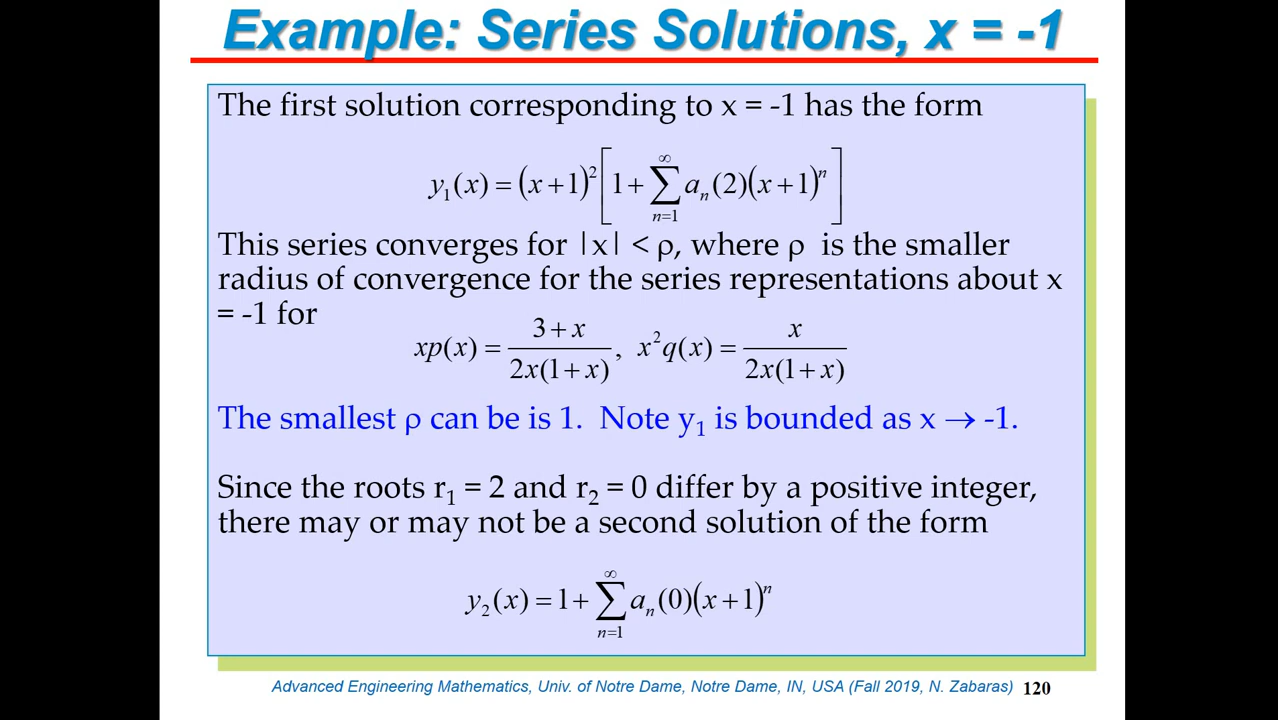 Example: Series Solutions, x = -1
The first solution corresponding to x = -1 has the form
y₁(x) = (x+1)² [1 + ∑_{n=1}^{∞} aₙ(2)(x+1)ⁿ]
This series converges for |x| < ρ, where ρ is the smaller
radius of convergence for the series representations about x
= -1 for
xp(x) = (3+x)/(2x(1+x)), x²q(x) = x/(2x(1+x))
The smallest ρ can be is 1. Note y₁ is bounded as x → -1.
Since the roots r₁ = 2 and r₂ = 0 differ by a positive integer,
there may or may not be a second solution of the form
y₂(x) = 1 + ∑_{n=1}^{∞} aₙ(0)(x+1)ⁿ
Advanced Engineering Mathematics, Univ. of Notre Dame, Notre Dame, IN, USA (Fall 2019, N. Zabaras) 120